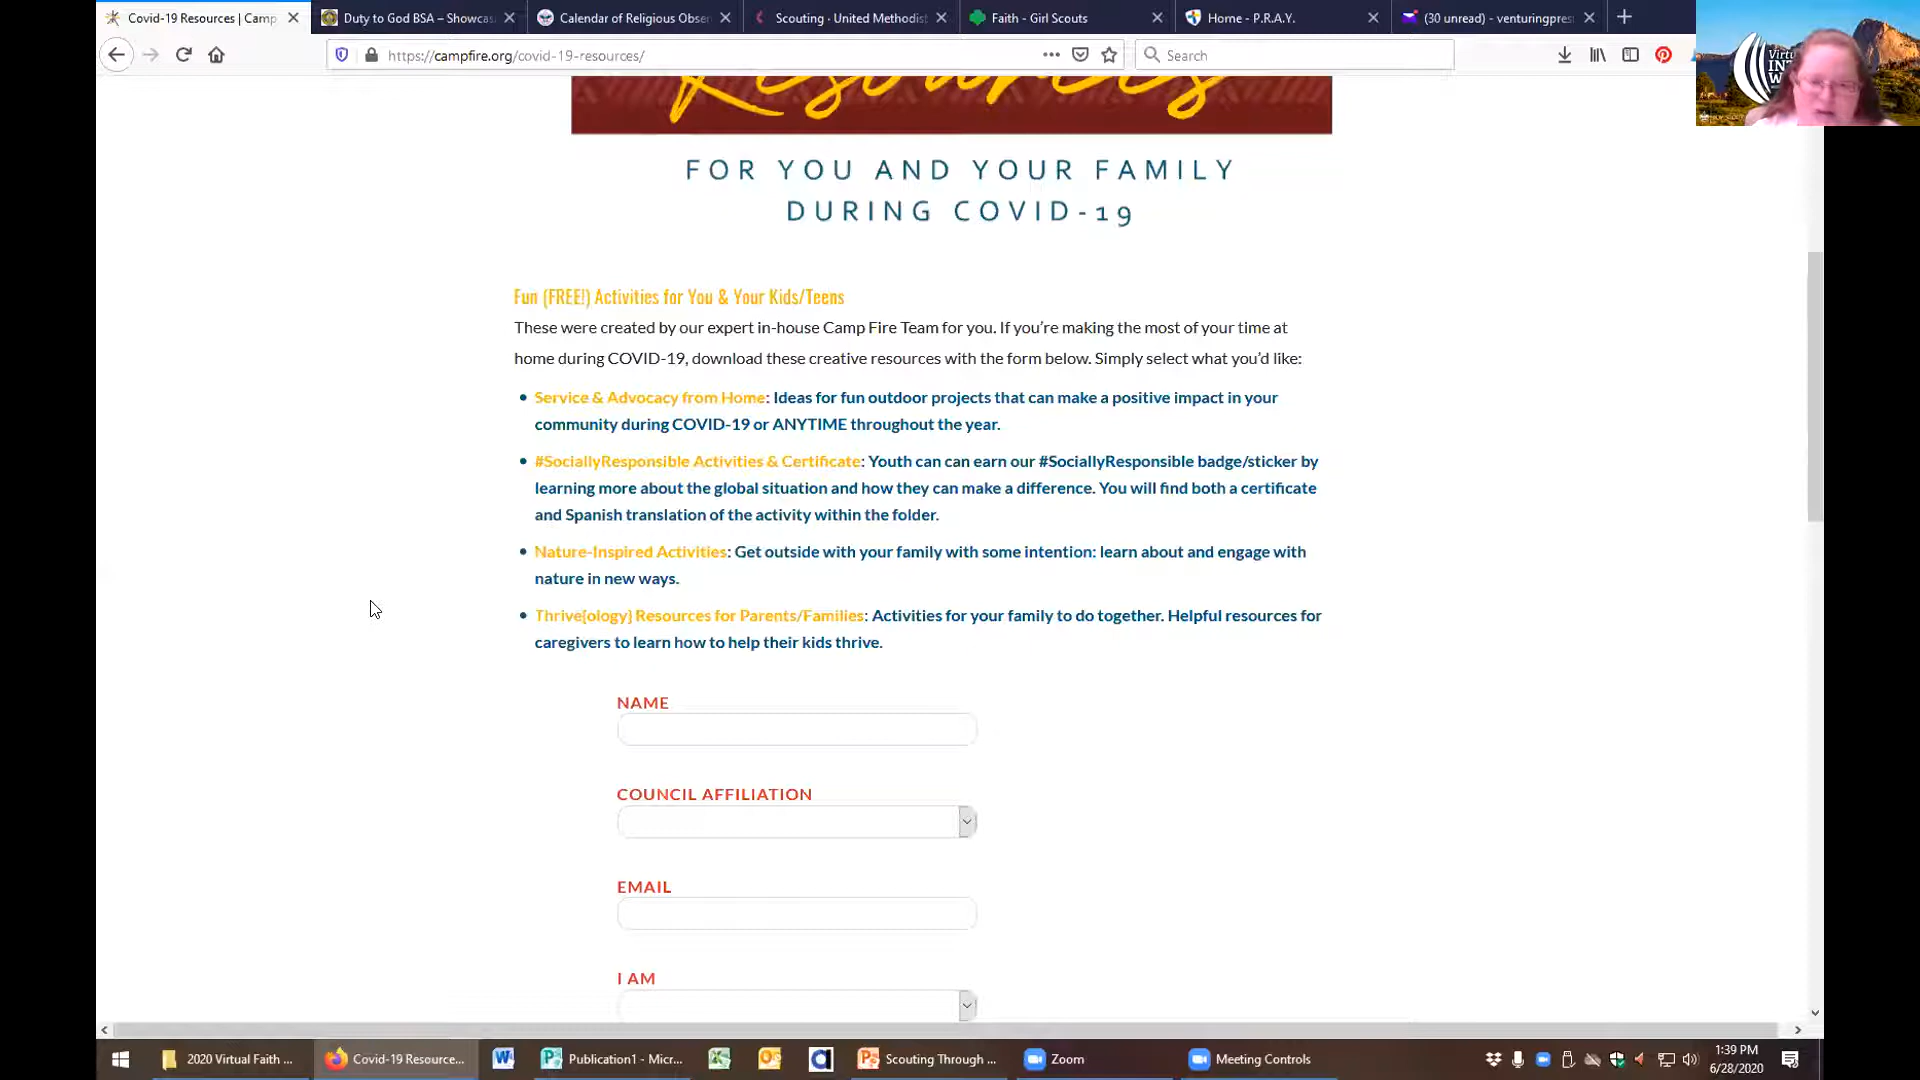 Covid-19 Resources | Camp
Duty to God BSA – Showcas
Calendar of Religious Obser
Scouting · United Methodis
Faith - Girl Scouts
Home - P.R.A.Y.
(30 unread) - venturingpres
https://campfire.org/covid-19-resources/
Search
Resources
FOR YOU AND YOUR FAMILY
DURING COVID-19
Fun (FREE!) Activities for You & Your Kids/Teens
These were created by our expert in-house Camp Fire Team for you. If you’re making the most of your time at
home during COVID-19, download these creative resources with the form below. Simply select what you’d like:
• Service & Advocacy from Home: Ideas for fun outdoor projects that can make a positive impact in your
community during COVID-19 or ANYTIME throughout the year.
• #SociallyResponsible Activities & Certificate: Youth can can earn our #SociallyResponsible badge/sticker by
learning more about the global situation and how they can make a difference. You will find both a certificate
and Spanish translation of the activity within the folder.
• Nature-Inspired Activities: Get outside with your family with some intention: learn about and engage with
nature in new ways.
• Thrive{ology} Resources for Parents/Families: Activities for your family to do together. Helpful resources for
caregivers to learn how to help their kids thrive.
NAME
COUNCIL AFFILIATION
EMAIL
I AM
2020 Virtual Faith ...
Covid-19 Resource...
Publication1 - Micr...
Scouting Through ...
Zoom
Meeting Controls
1:39 PM
6/28/2020